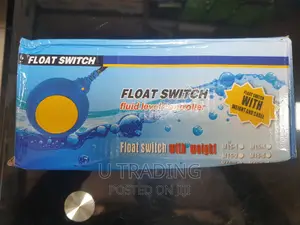 FLOAT SWITCH
FLOAT SWITCH
fluid level controller
FLOAT SWITCH
WITH
WEIGHT AND CABLE
Float switch with weight
U TRADING
POSTED ON